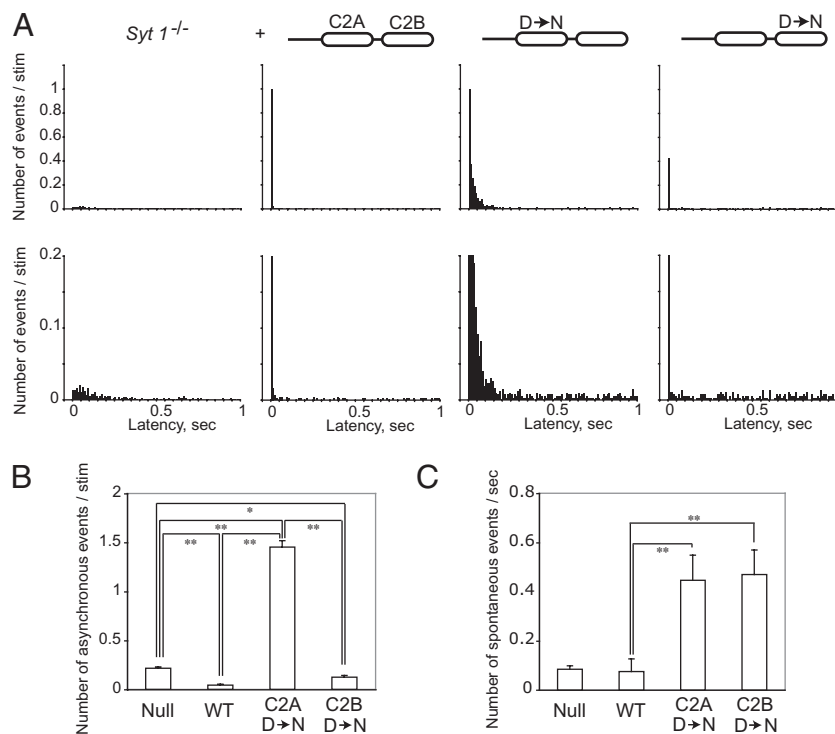 A
Syt 1-/-
+
C2A C2B
D→N
D→N
Number of events / stim
1
0.8
0.6
0.4
0.2
0
Number of events / stim
0.2
0.1
0
0 0.5 1
Latency, sec
0 0.5 1
Latency, sec
0 0.5 1
Latency, sec
0 0.5
Latency, sec
B
Number of asynchronous events / stim
2
1.5
1
0.5
0
*
** **
** **
Null WT C2A D→N C2B D→N
C
Number of spontaneous events / sec
0.8
0.6
0.4
0.2
0
**
**
Null WT C2A D→N C2B D→N